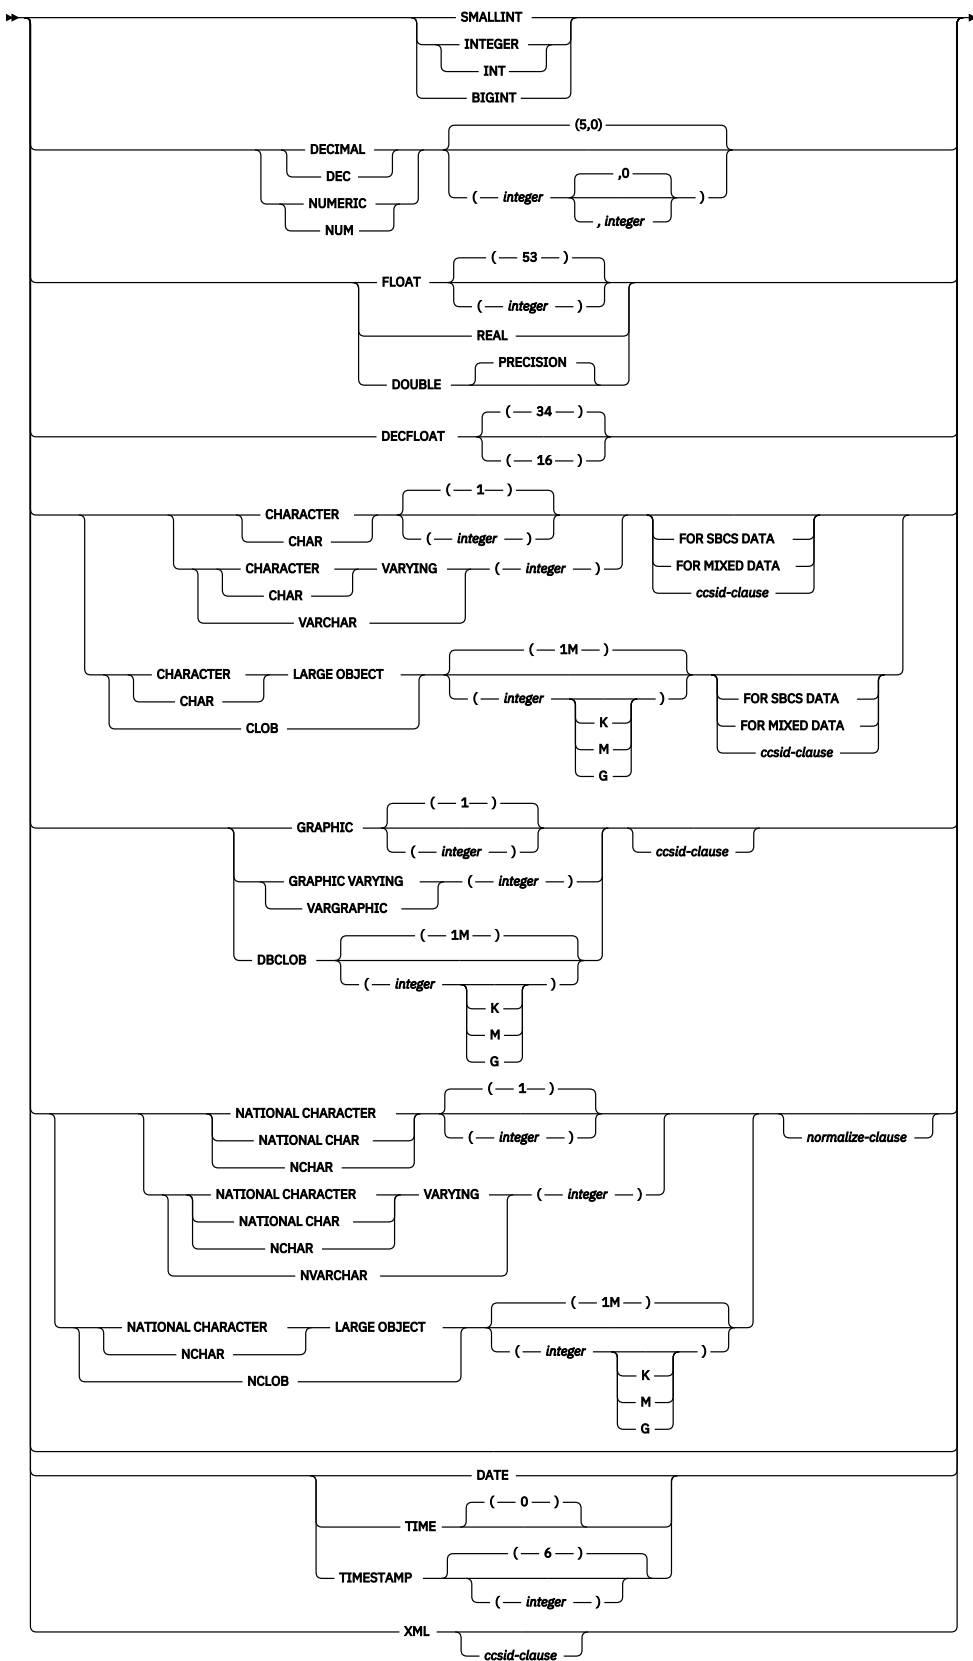 SMALLINT
INTEGER
INT
BIGINT
(5,0)
DECIMAL
DEC
,0
( integer )
NUMERIC
, integer
NUM
( 53 )
FLOAT
( integer )
REAL
PRECISION
DOUBLE
( 34 )
DECFLOAT
( 16 )
( 1 )
CHARACTER
CHAR ( integer ) FOR SBCS DATA
CHARACTER VARYING ( integer ) FOR MIXED DATA
CHAR ccsid-clause
VARCHAR
( 1M )
CHARACTER LARGE OBJECT
CHAR ( integer ) FOR SBCS DATA
CLOB K FOR MIXED DATA
M ccsid-clause
G
( 1 )
GRAPHIC
( integer ) ccsid-clause
GRAPHIC VARYING ( integer )
VARGRAPHIC
( 1M )
DBCLOB
( integer )
K
M
G
( 1 )
NATIONAL CHARACTER
NATIONAL CHAR ( integer ) normalize-clause
NCHAR
NATIONAL CHARACTER VARYING ( integer )
NATIONAL CHAR
NCHAR
NVARCHAR
( 1M )
NATIONAL CHARACTER LARGE OBJECT
NCHAR ( integer )
NCLOB K
M
G
DATE
( 0 )
TIME
( 6 )
TIMESTAMP
( integer )
XML
ccsid-clause